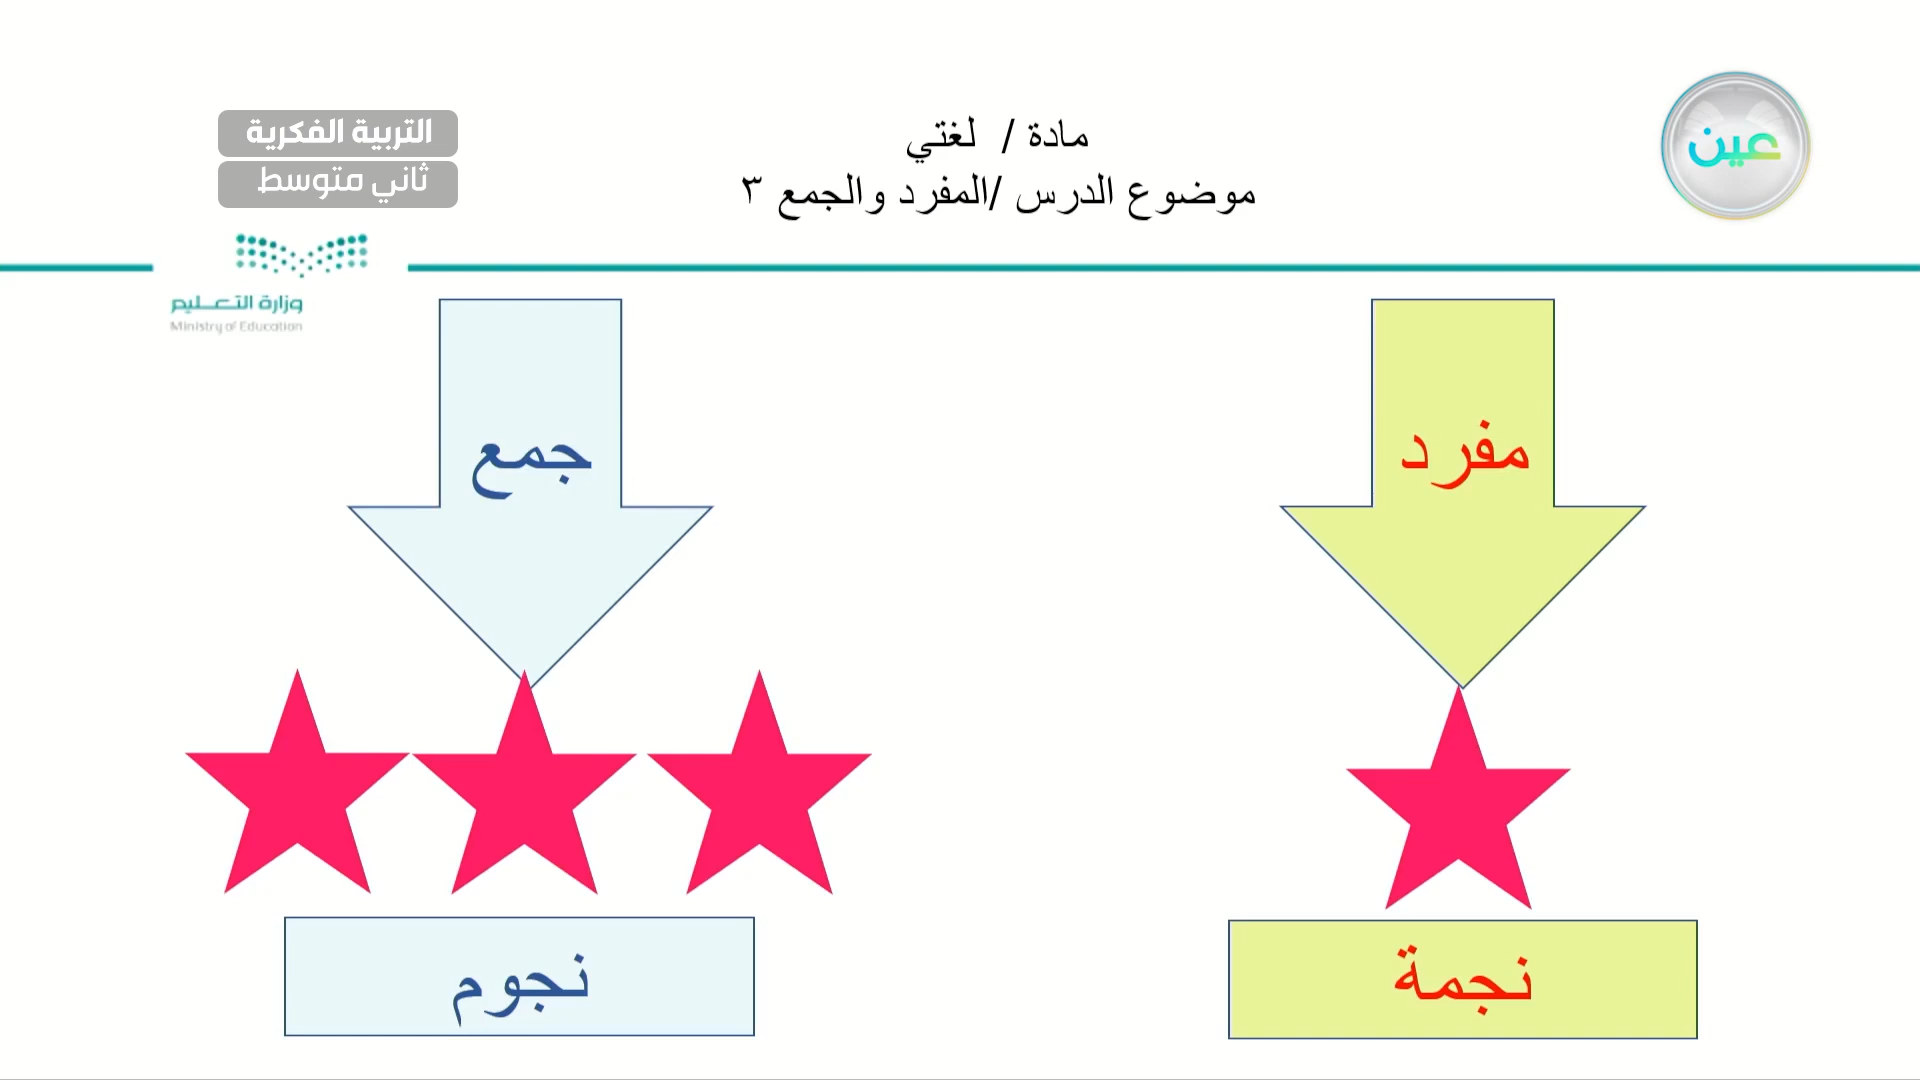 مادة / لغتي
موضوع الدرس /المفرد والجمع ٣
عين
التربية الفكرية
ثاني متوسط
وزارة التعليم
Ministry of Education
مفرد
جمع
نجمة
نجوم